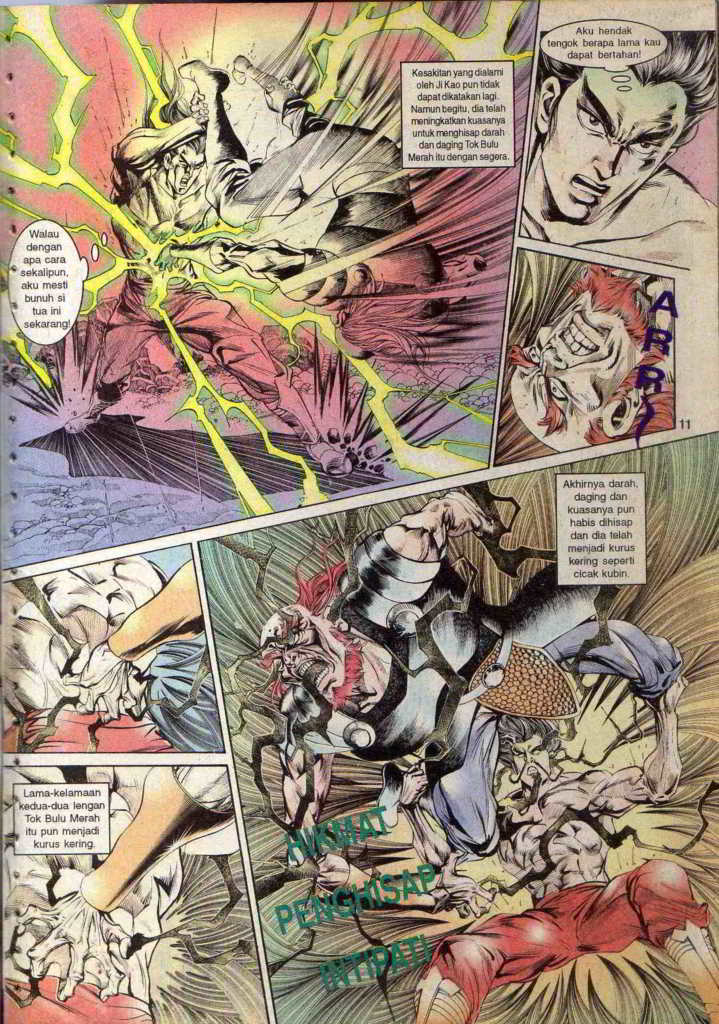 Kesakitan yang dialami
oleh Ji Kao pun tidak
dapat dikatakan lagi.
Namun begitu, dia telah
meningkatkan kuasanya
untuk menghisap darah
dan daging Tok Bulu
Merah itu dengan segera.
Walau
dengan
apa cara
sekalipun,
aku mesti
bunuh si
tua ini
sekarang!
Aku hendak
tengok berapa lama kau
dapat bertahan!
ARRR
11
Akhirnya darah,
daging dan
kuasanya pun
habis dihisap
dan dia telah
menjadi kurus
kering seperti
cicak kubin.
Lama-kelamaan
kedua-dua lengan
Tok Bulu Merah
itu pun menjadi
kurus kering.
HIKMAT
PENGHISAP
INTIPATI